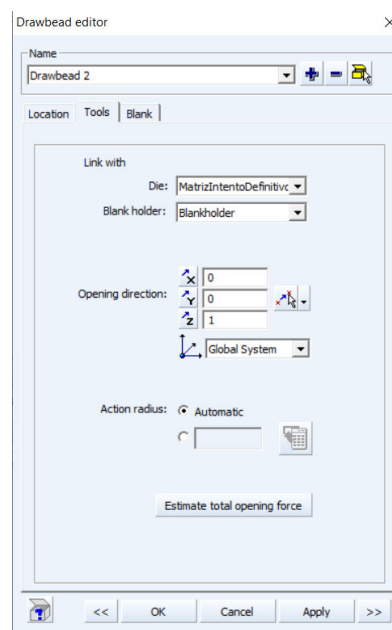 Drawbead editor
Name
Drawbead 2
Location Tools Blank
Link with
Die: MatrizIntentoDefinitivc
Blank holder: Blankholder
X 0
Opening direction: Y 0
Z 1
Global System
Action radius: Automatic
Estimate total opening force
<< OK Cancel Apply >>